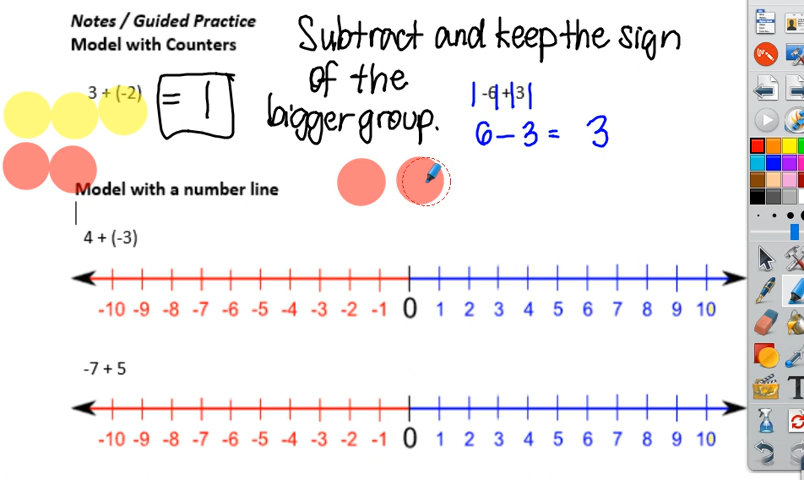 Notes / Guided Practice
Model with Counters
3 + (-2) = 1
Subtract and keep the sign
of the
bigger group.
|-6|+|3|
6 - 3 = 3
Model with a number line
4 + (-3)
-10 -9 -8 -7 -6 -5 -4 -3 -2 -1 0 1 2 3 4 5 6 7 8 9 10
-7 + 5
-10 -9 -8 -7 -6 -5 -4 -3 -2 -1 0 1 2 3 4 5 6 7 8 9 10
T